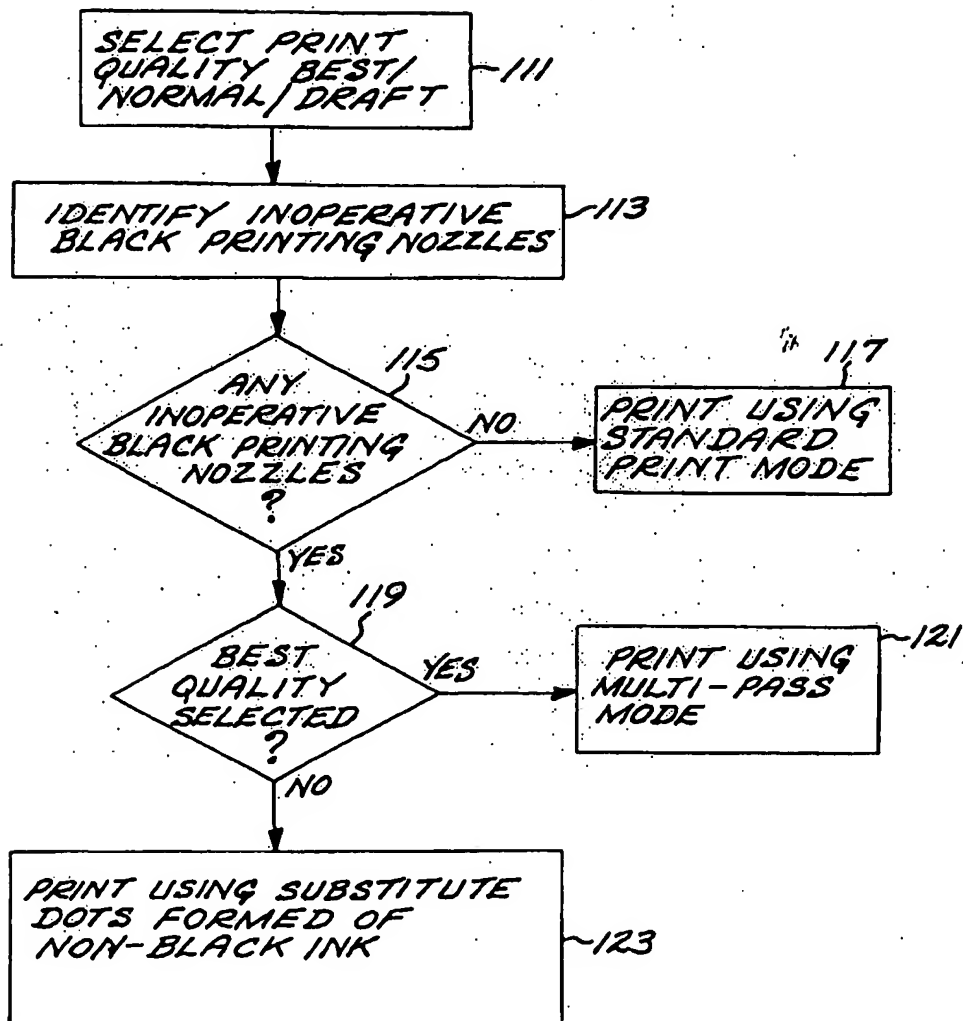 SELECT PRINT
QUALITY BEST/
NORMAL/DRAFT
111
IDENTIFY INOPERATIVE
BLACK PRINTING NOZZLES
113
115
ANY
INOPERATIVE
BLACK PRINTING
NOZZLES
?
NO
117
PRINT USING
STANDARD
PRINT MODE
YES
119
BEST
QUALITY
SELECTED
?
YES
121
PRINT USING
MULTI-PASS
MODE
NO
PRINT USING SUBSTITUTE
DOTS FORMED OF
NON-BLACK INK
123